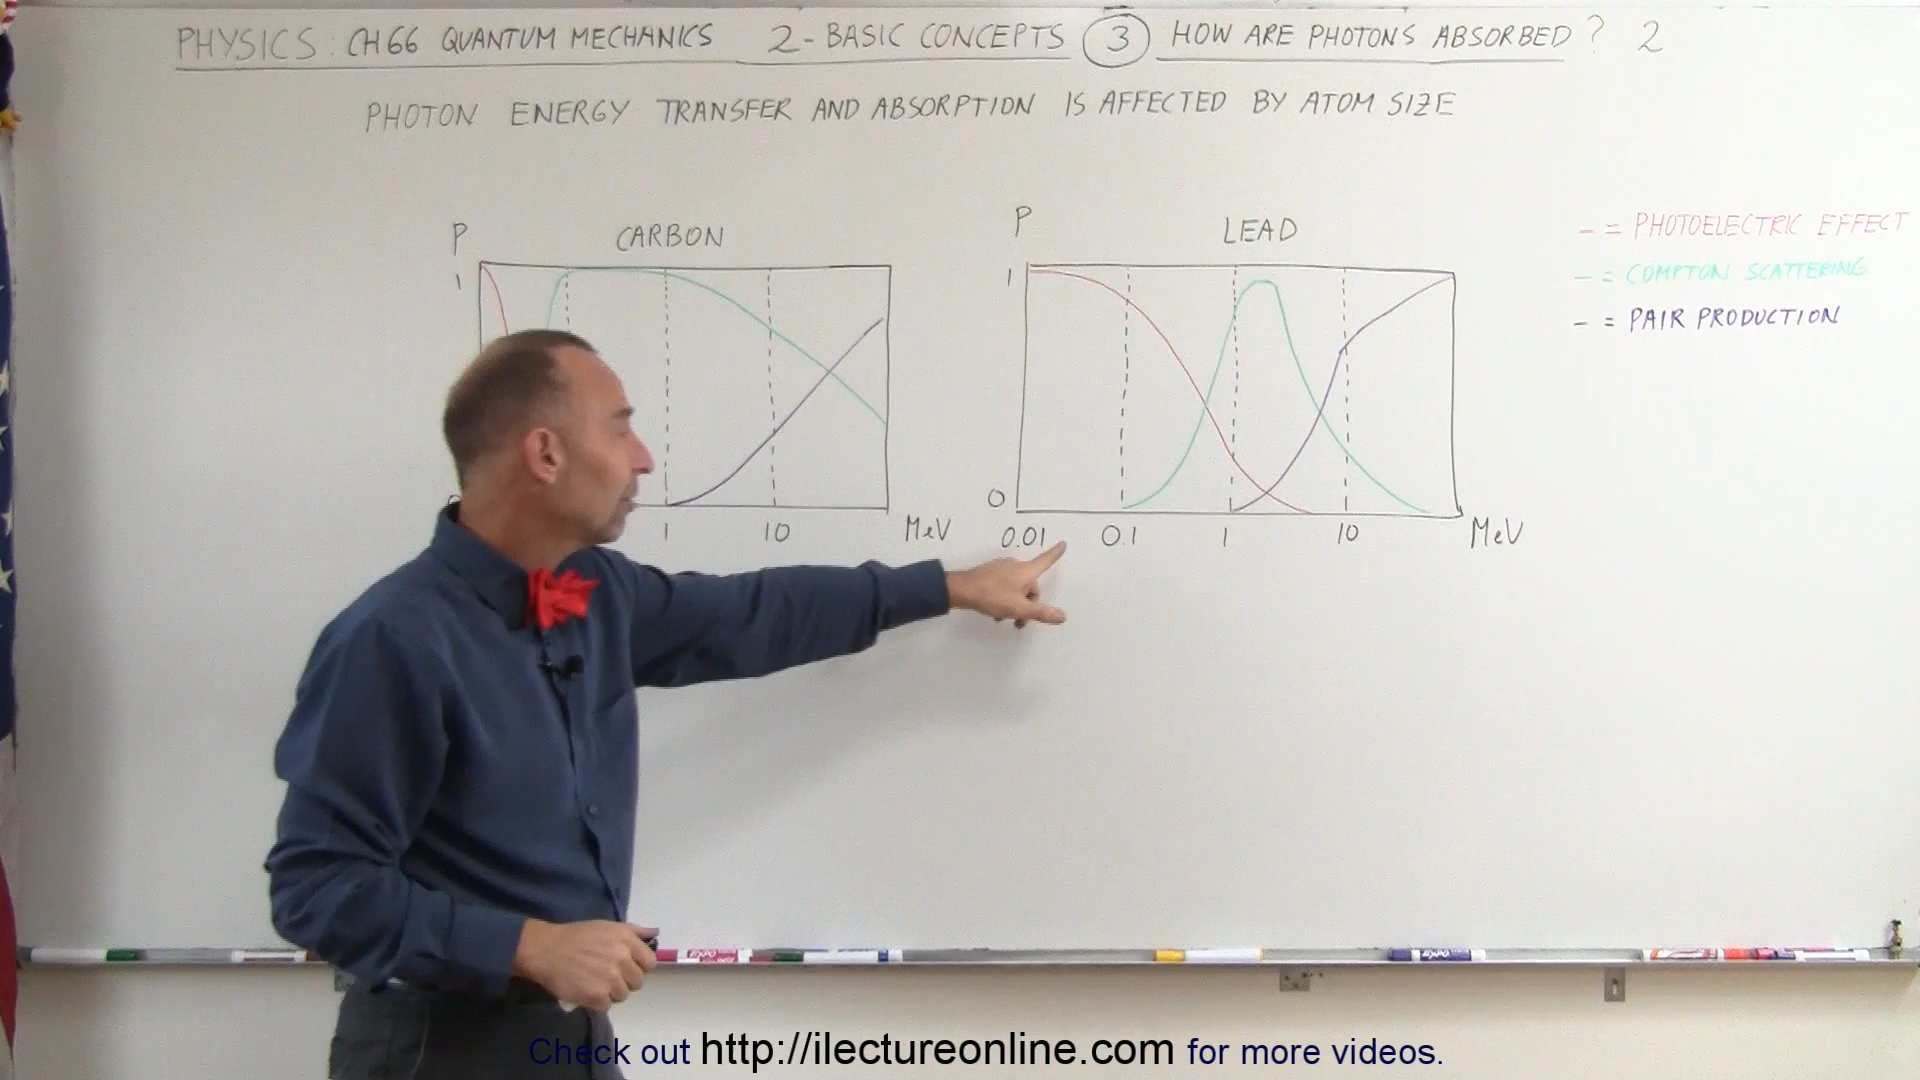 PHYSICS: CH66 QUANTUM MECHANICS 2-BASIC CONCEPTS 3 HOW ARE PHOTONS ABSORBED? 2
PHOTON ENERGY TRANSFER AND ABSORPTION IS AFFECTED BY ATOM SIZE
P CARBON
1
1 10 MeV
P LEAD
1
0
0.01 0.1 1 10 MeV
- = PHOTOELECTRIC EFFECT
- = COMPTON SCATTERING
- = PAIR PRODUCTION
EXPO
Check out http://ilectureonline.com for more videos.